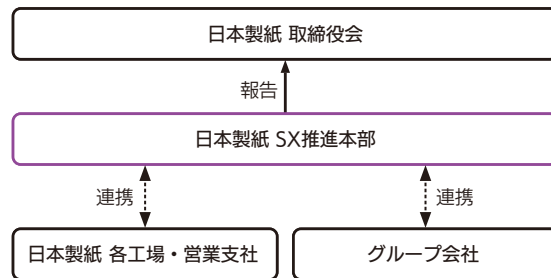 日本製紙 取締役会
報告
日本製紙 SX推進本部
連携
連携
日本製紙 各工場・営業支社
グループ会社